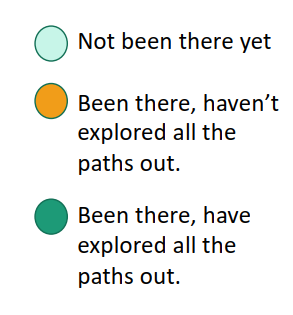 Not been there yet
Been there, haven’t
explored all the
paths out.
Been there, have
explored all the
paths out.